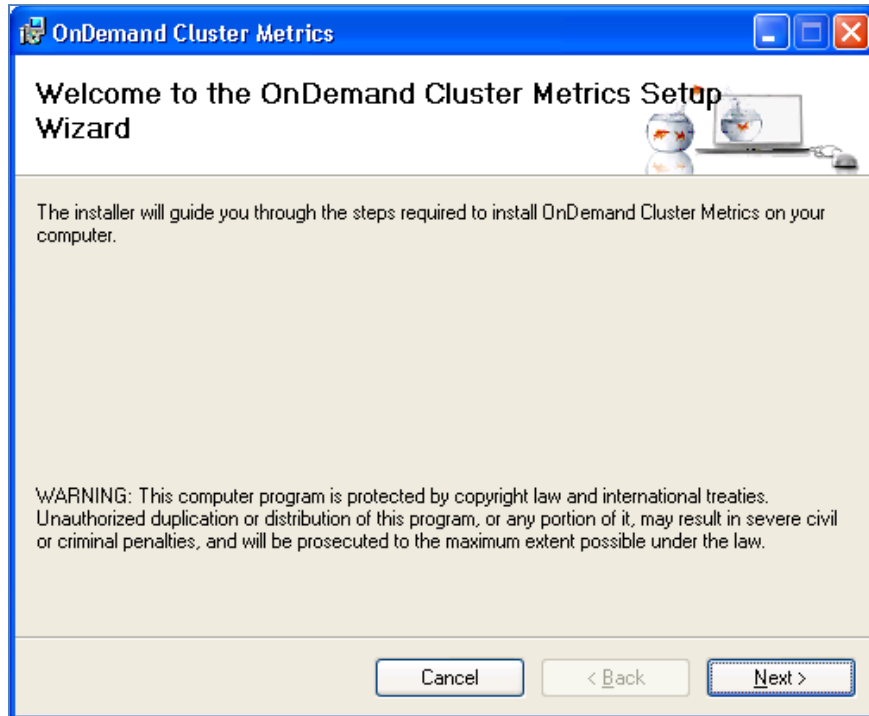 OnDemand Cluster Metrics
Welcome to the OnDemand Cluster Metrics Setup
Wizard
The installer will guide you through the steps required to install OnDemand Cluster Metrics on your
computer.
WARNING: This computer program is protected by copyright law and international treaties.
Unauthorized duplication or distribution of this program, or any portion of it, may result in severe civil
or criminal penalties, and will be prosecuted to the maximum extent possible under the law.
Cancel
< Back
Next >